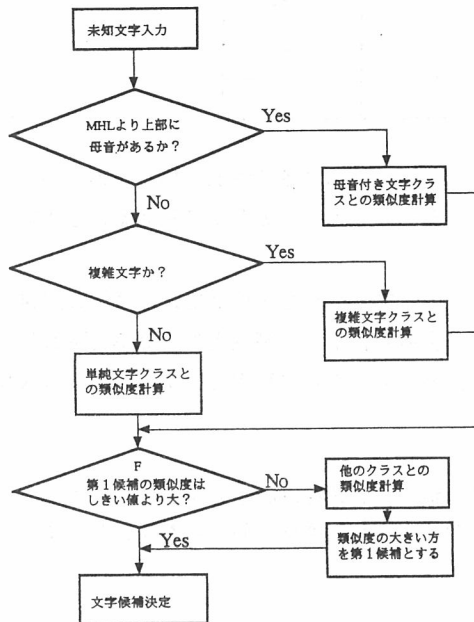 未知文字入力
MHLより上部に
母音があるか？
Yes
母音付き文字クラ
スとの類似度計算
No
複雑文字か？
Yes
複雑文字クラスと
の類似度計算
No
単純文字クラスと
の類似度計算
F
第１候補の類似度は
しきい値より大？
No
他のクラスとの
類似度計算
Yes
類似度の大きい方
を第１候補とする
文字候補決定